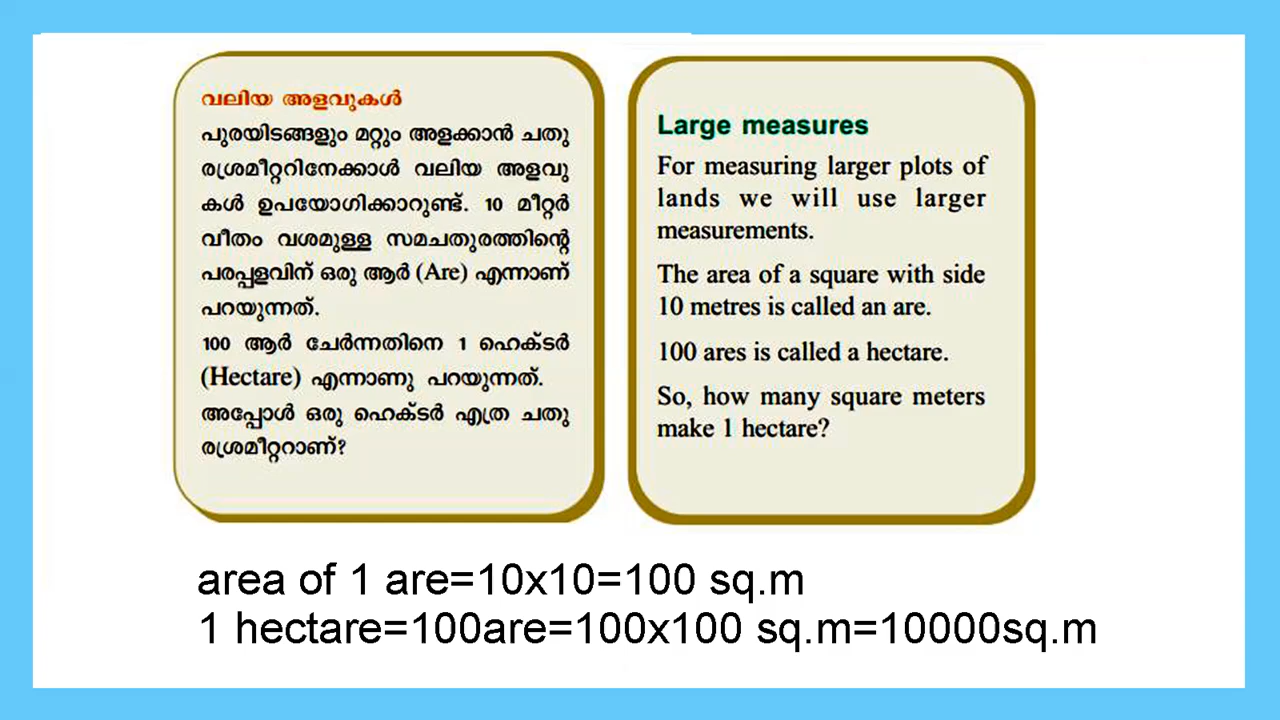 വലിയ അളവുകൾ
പുരയിടങ്ങളും മറ്റും അളക്കാൻ ചതു
രശ്രമീറ്ററിനേക്കാൾ വലിയ അളവു
കൾ ഉപയോഗിക്കാറുണ്ട്. 10 മീറ്റർ
വീതം വശമുള്ള സമചതുരത്തിന്റെ
പരപ്പളവിന് ഒരു ആർ (Are) എന്നാണ്
പറയുന്നത്.
100 ആർ ചേർന്നതിനെ 1 ഹെക്ടർ
(Hectare) എന്നാണു പറയുന്നത്.
അപ്പോൾ ഒരു ഹെക്ടർ എത്ര ചതു
രശ്രമീറ്ററാണ്?
Large measures
For measuring larger plots of
lands we will use larger
measurements.
The area of a square with side
10 metres is called an are.
100 ares is called a hectare.
So, how many square meters
make 1 hectare?
area of 1 are=10x10=100 sq.m
1 hectare=100are=100x100 sq.m=10000sq.m